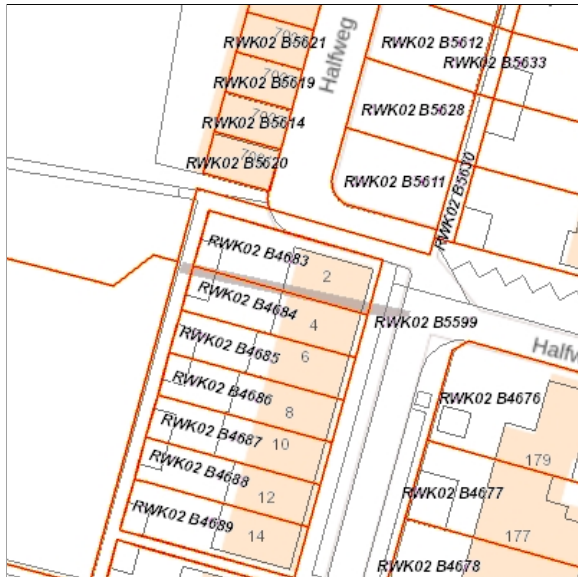 RWK02 B5621
RWK02 B5619
RWK02 B5614
RWK02 B5620
Halfweg
RWK02 B5612
RWK02 B5633
RWK02 B5628
RWK02 B5611
RWK02 B5630
RWK02 B4683
2
RWK02 B4684
4
RWK02 B5599
RWK02 B4685
6
Halfw
RWK02 B4686
8
RWK02 B4676
RWK02 B4687
10
179
RWK02 B4688
12
RWK02 B4677
RWK02 B4689
14
177
RWK02 B4678